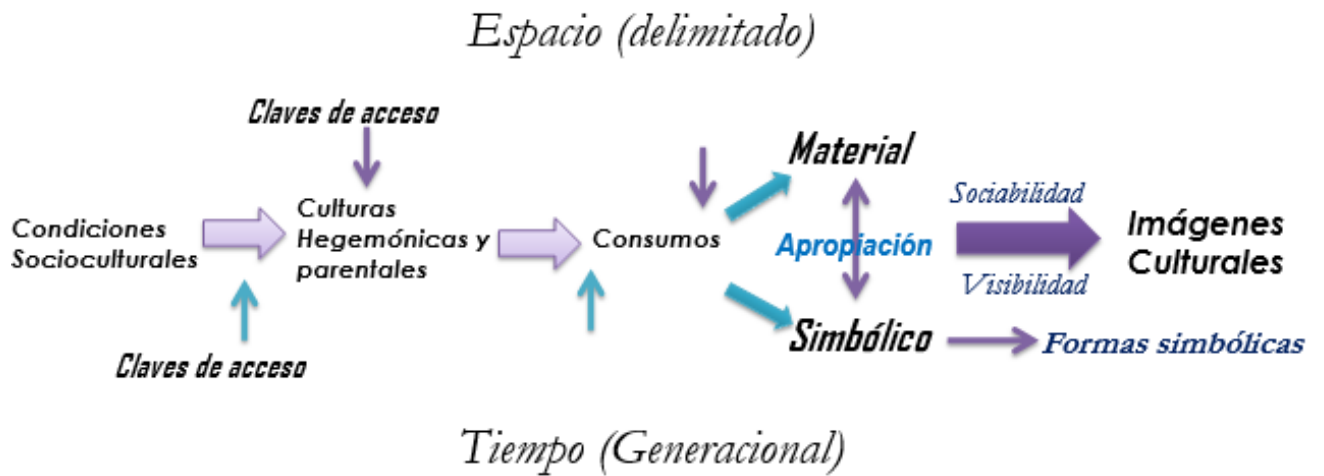 Espacio (delimitado)
Claves de acceso
Material
Sociabilidad
Condiciones
Socioculturales
Culturas
Hegemónicas y
parentales
Consumos
Apropiación
Imágenes
Culturales
Visibilidad
Simbólico
Formas simbólicas
Claves de acceso
Tiempo (Generacional)